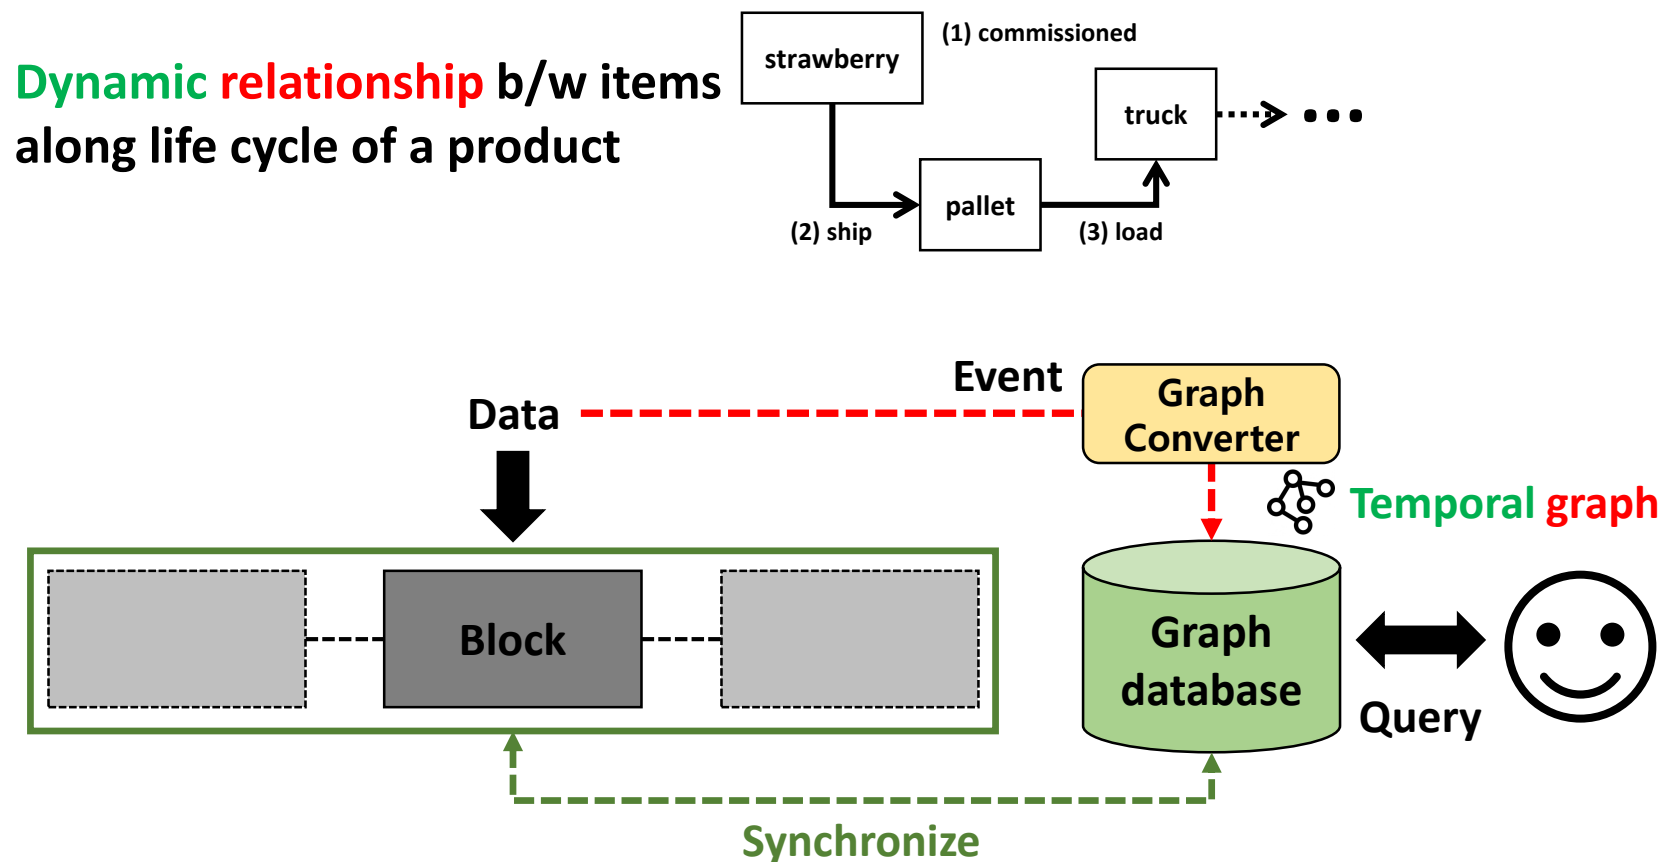 Dynamic relationship b/w items
along life cycle of a product
strawberry
(1) commissioned
truck
...
pallet
(2) ship
(3) load
Event
Data
Graph
Converter
Temporal graph
Block
Graph
database
Query
Synchronize